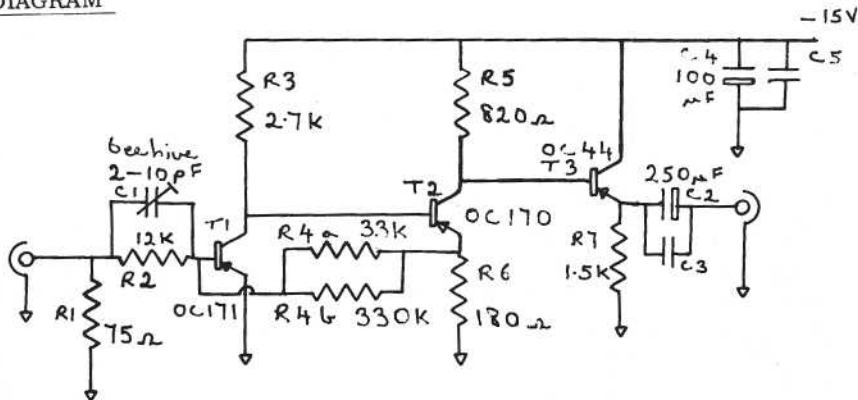 DIAGRAM
-15V
R3
2.7K
R5
820Ω
C4
100
μF
C5
beehive
2-10pF
C1
OC44
T3
250μF
C2
T1
T2
OC170
12K
R2
R4a 33K
R7
1.5K
C3
R1
75Ω
OC171
R4b 330K
R6
180Ω